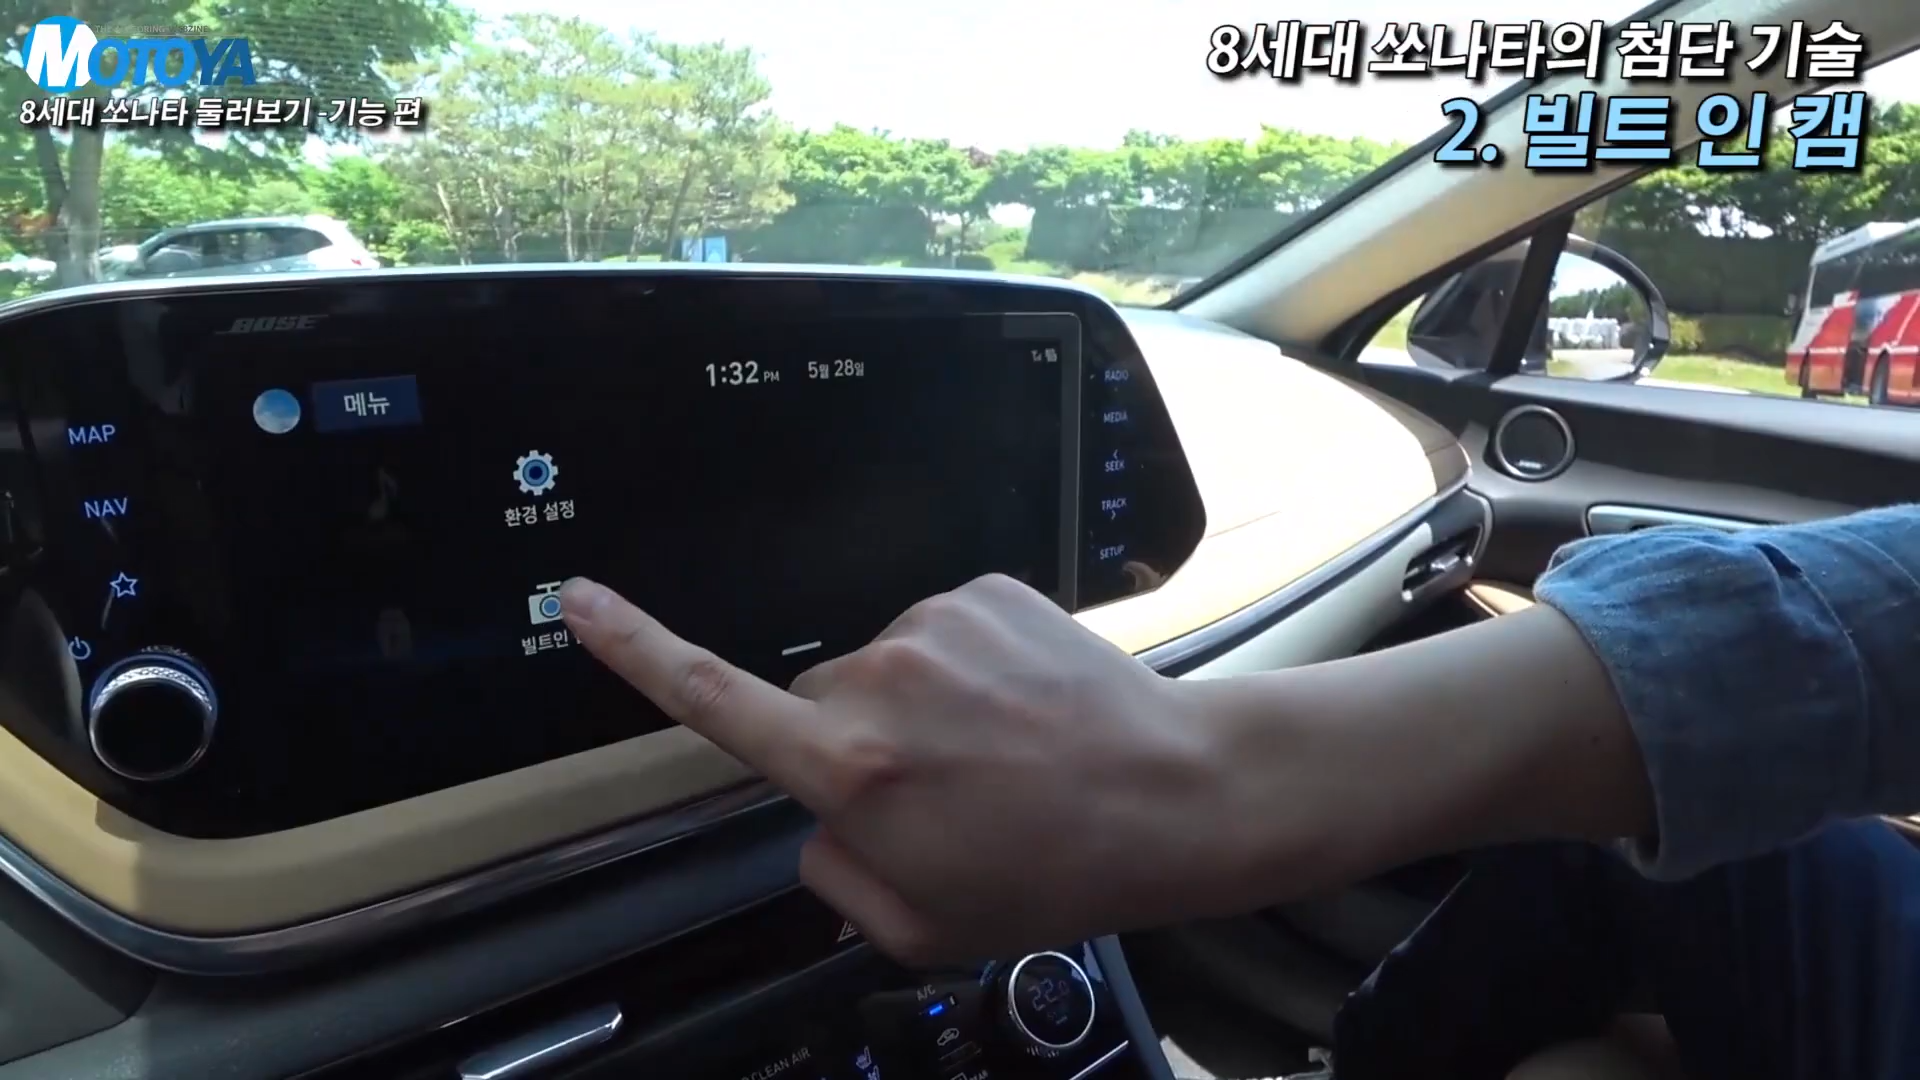 MOTOYA
8세대 쏘나타 둘러보기 -기능 편
8세대 쏘나타의 첨단 기술
2. 빌트 인 캠
BOSE
1:32 PM 5월 28일
메뉴
MAP
NAV
환경 설정
빌트인
RADIO
MEDIA
SEEK
TRACK
SETUP
A/C
22.0
CLEAN AIR